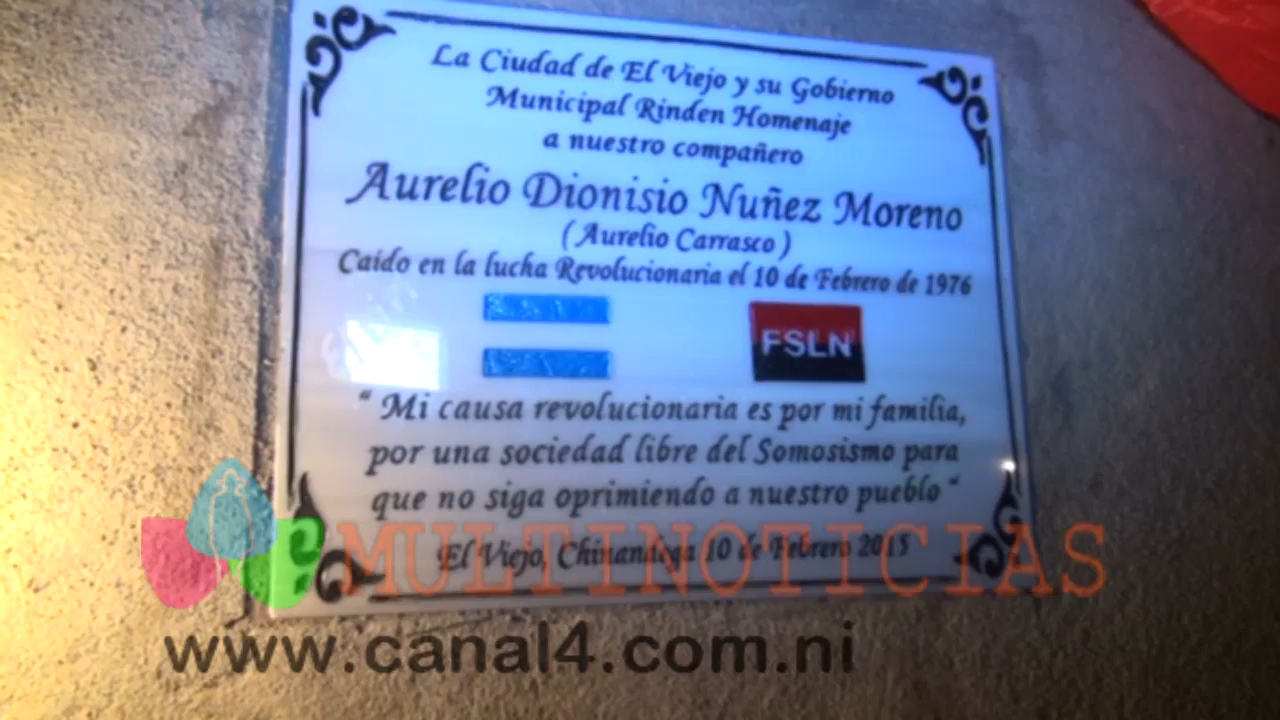 La Ciudad de El Viejo y su Gobierno
Municipal Rinden Homenaje
a nuestro compañero
Aurelio Dionisio Nuñez Moreno
( Aurelio Carrasco )
Caído en la lucha Revolucionaria el 10 de Febrero de 1976
FSLN
" Mi causa revolucionaria es por mi familia,
por una sociedad libre del Somosismo para
que no siga oprimiendo a nuestro pueblo "
El Viejo, Chinandega 10 de Febrero 2015
MULTINOTICIAS
www.canal4.com.ni